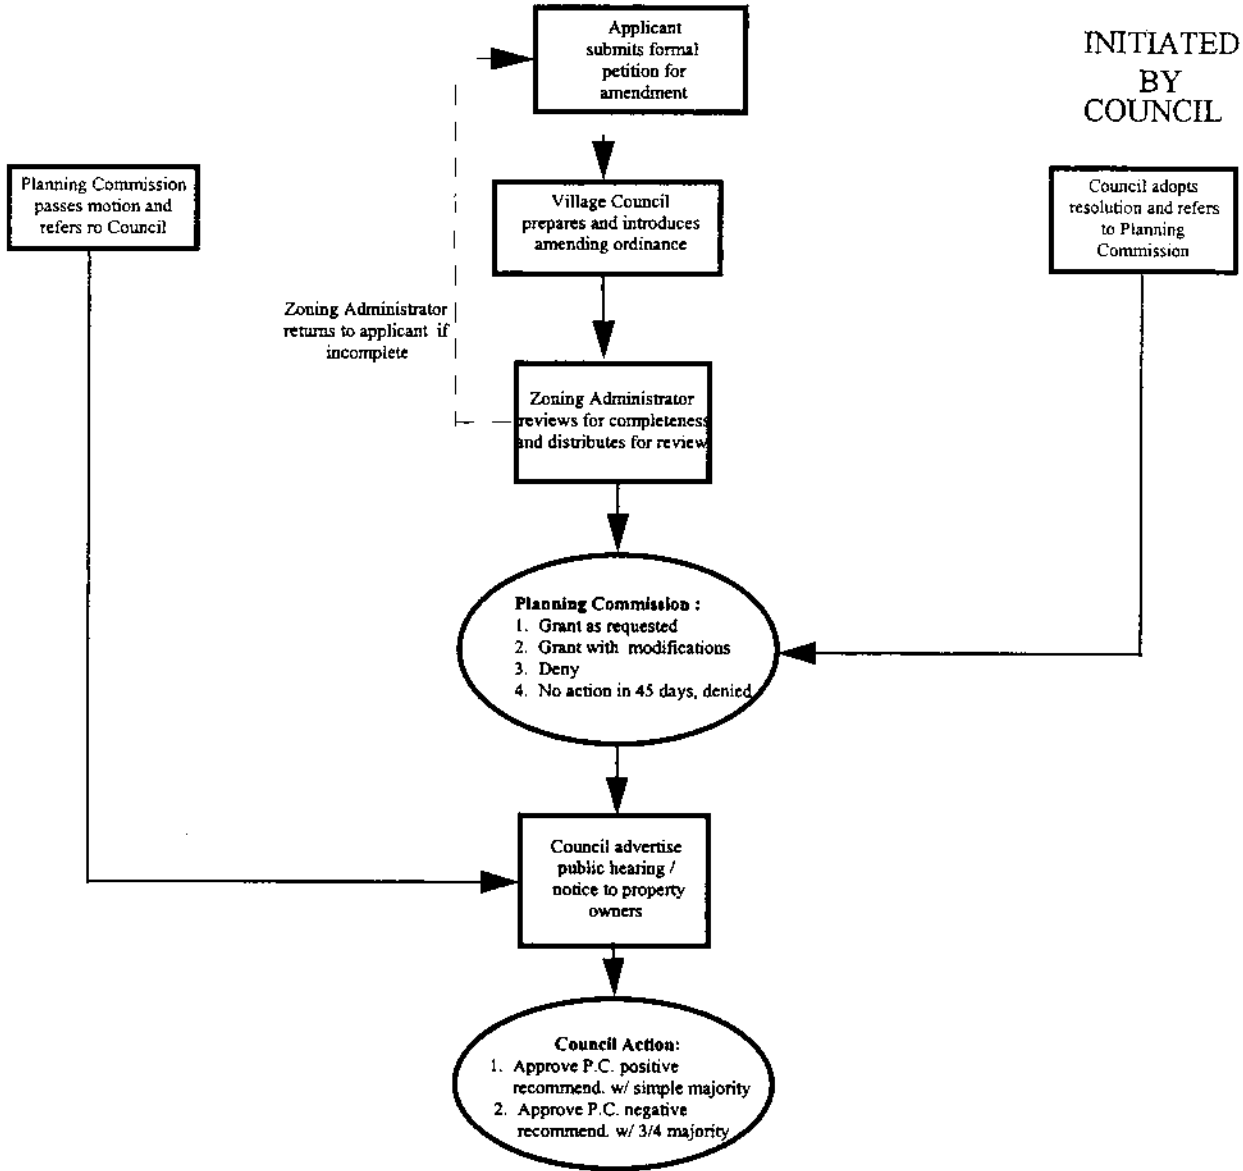 Applicant
submits formal
petition for
amendment
INITIATED
BY
COUNCIL
Planning Commission
passes motion and
refers ro Council
Village Council
prepares and introduces
amending ordinance
Council adopts
resolution and refers
to Planning
Commission
Zoning Administrator
returns to applicant if
incomplete
Zoning Administrator
reviews for completeness
and distributes for review
Planning Commission :
1. Grant as requested
2. Grant with modifications
3. Deny
4. No action in 45 days, denied
Council advertise
public hearing /
notice to property
owners
Council Action:
1. Approve P.C. positive
recommend. w/ simple majority
2. Approve P.C. negative
recommend. w/ 3/4 majority